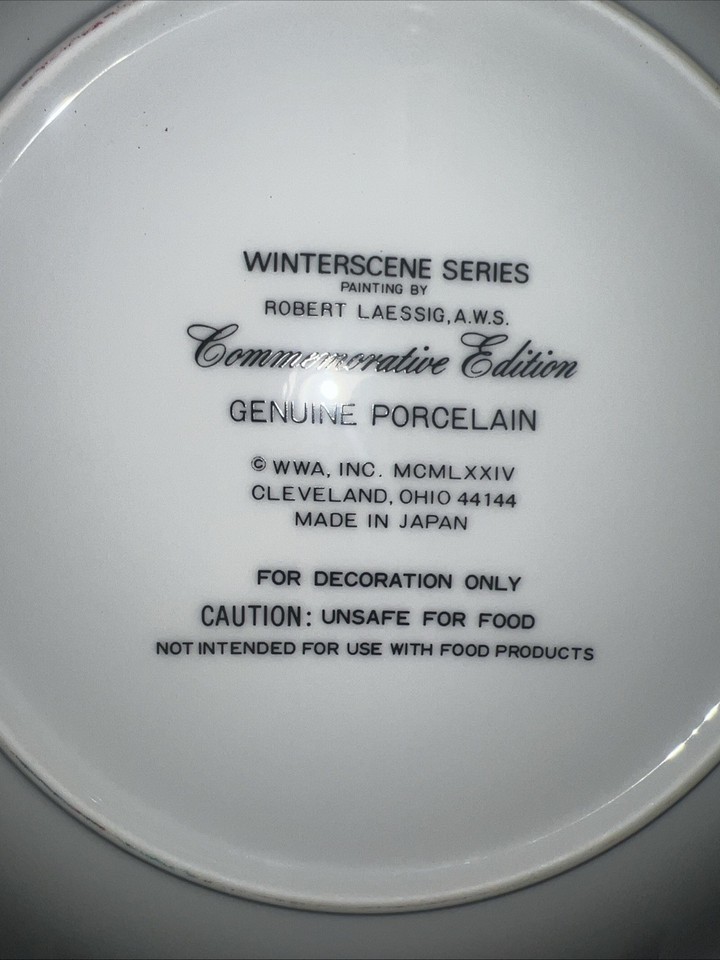 WINTERSCENE SERIES
PAINTING BY
ROBERT LAESSIG, A.W.S.
Commemorative Edition
GENUINE PORCELAIN
© WWA, INC. MCMLXXIV
CLEVELAND, OHIO 44144
MADE IN JAPAN
FOR DECORATION ONLY
CAUTION: UNSAFE FOR FOOD
NOT INTENDED FOR USE WITH FOOD PRODUCTS